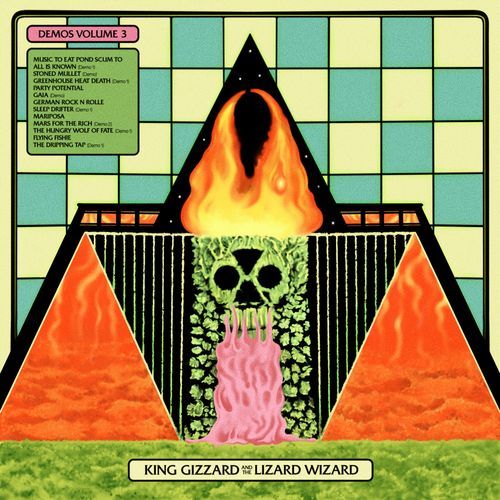 DEMOS VOLUME 3
MUSIC TO EAT POND SCUM TO
ALL IS KNOWN (Demo 1)
STONED MULLET (Demo)
GREENHOUSE HEAT DEATH (Demo 1)
PARTY POTENTIAL
GAIA (Demo)
GERMAN ROCK N ROLLE
SLEEP DRIFTER (Demo 1)
MARIPOSA
MARS FOR THE RICH (Demo 2)
THE HUNGRY WOLF OF FATE (Demo 1)
FLYING FISHIE
THE DRIPPING TAP (Demo 1)
KING GIZZARD AND THE LIZARD WIZARD